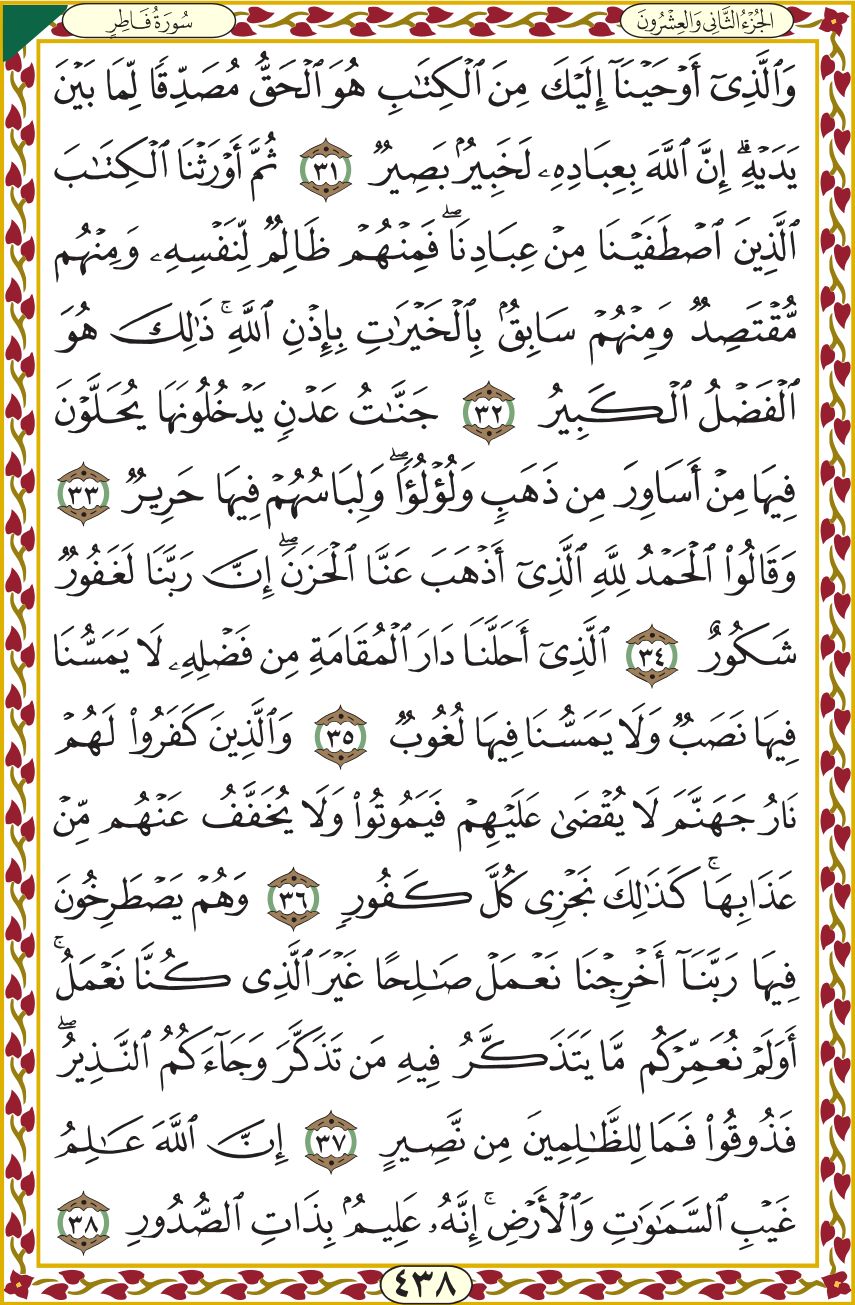 الجُزْءُ الثَّانِي وَالعِشْرُونَ
سُورَةُ فَاطِرٍ
وَٱلَّذِىٓ أَوْحَيْنَآ إِلَيْكَ مِنَ ٱلْكِتَـٰبِ هُوَ ٱلْحَقُّ مُصَدِّقًا لِّمَا بَيْنَ
يَدَيْهِ ۗ إِنَّ ٱللَّهَ بِعِبَادِهِۦ لَخَبِيرٌۢ بَصِيرٌ ٣١ ثُمَّ أَوْرَثْنَا ٱلْكِتَـٰبَ
ٱلَّذِينَ ٱصْطَفَيْنَا مِنْ عِبَادِنَا ۖ فَمِنْهُمْ ظَالِمٌ لِّنَفْسِهِۦ وَمِنْهُم
مُّقْتَصِدٌ وَمِنْهُمْ سَابِقٌۢ بِٱلْخَيْرَٰتِ بِإِذْنِ ٱللَّهِ ۚ ذَٰلِكَ هُوَ
ٱلْفَضْلُ ٱلْكَبِيرُ ٣٢ جَنَّـٰتُ عَدْنٍ يَدْخُلُونَهَا يُحَلَّوْنَ
فِيهَا مِنْ أَسَاوِرَ مِن ذَهَبٍ وَلُؤْلُؤًا ۖ وَلِبَاسُهُمْ فِيهَا حَرِيرٌ ٣٣
وَقَالُوا۟ ٱلْحَمْدُ لِلَّهِ ٱلَّذِىٓ أَذْهَبَ عَنَّا ٱلْحَزَنَ ۖ إِنَّ رَبَّنَا لَغَفُورٌ
شَكُورٌ ٣٤ ٱلَّذِىٓ أَحَلَّنَا دَارَ ٱلْمُقَامَةِ مِن فَضْلِهِۦ لَا يَمَسُّنَا
فِيهَا نَصَبٌ وَلَا يَمَسُّنَا فِيهَا لُغُوبٌ ٣٥ وَٱلَّذِينَ كَفَرُوا۟ لَهُمْ
نَارُ جَهَنَّمَ لَا يُقْضَىٰ عَلَيْهِمْ فَيَمُوتُوا۟ وَلَا يُخَفَّفُ عَنْهُم مِّنْ
عَذَابِهَا ۚ كَذَٰلِكَ نَجْزِى كُلَّ كَفُورٍ ٣٦ وَهُمْ يَصْطَرِخُونَ
فِيهَا رَبَّنَآ أَخْرِجْنَا نَعْمَلْ صَـٰلِحًا غَيْرَ ٱلَّذِى كُنَّا نَعْمَلُ ۚ
أَوَلَمْ نُعَمِّرْكُم مَّا يَتَذَكَّرُ فِيهِ مَن تَذَكَّرَ وَجَآءَكُمُ ٱلنَّذِيرُ ۖ
فَذُوقُوا۟ فَمَا لِلظَّـٰلِمِينَ مِن نَّصِيرٍ ٣٧ إِنَّ ٱللَّهَ عَـٰلِمُ
غَيْبِ ٱلسَّمَـٰوَٰتِ وَٱلْأَرْضِ ۚ إِنَّهُۥ عَلِيمٌۢ بِذَاتِ ٱلصُّدُورِ ٣٨
٤٣٨